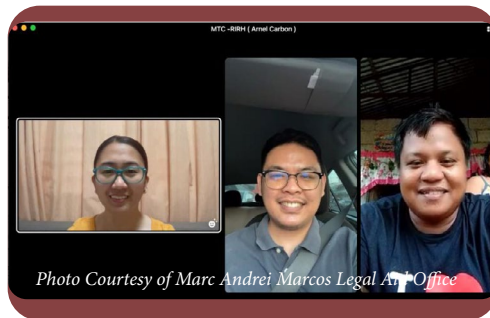 MTC -RIRH ( Arnel Carbon )
Photo Courtesy of Marc Andrei Marcos Legal Aid Office